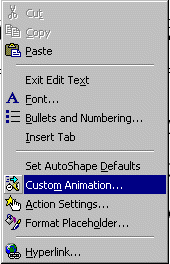 Cut
Copy
Paste
Exit Edit Text
Font...
Bullets and Numbering...
Insert Tab
Set AutoShape Defaults
Custom Animation...
Action Settings...
Format Placeholder...
Hyperlink...